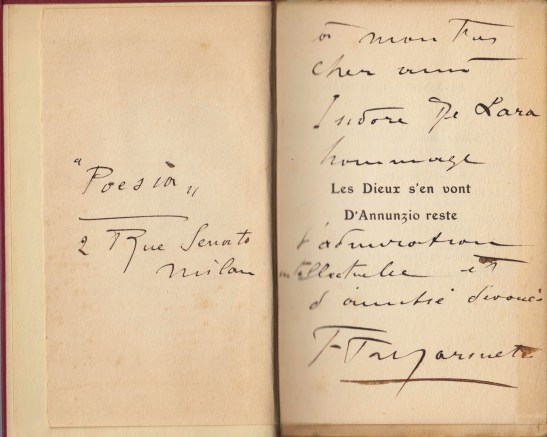 "Poesia"
2 Rue Senato
Milan
à mon très
cher ami
Isidore De Lara
hommage
Les Dieux s'en vont
D'Annunzio reste
d'admiration
intellectuelle et
d'amitié dévouée
F. T. Marinetti